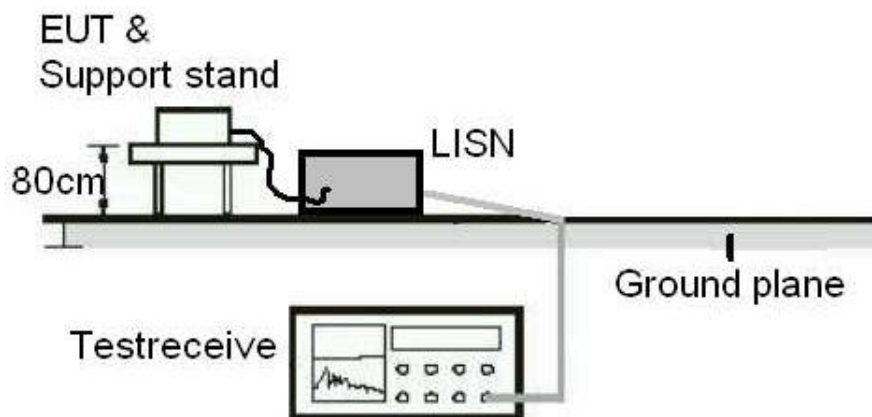 EUT &
Support stand
LISN
80cm
Ground plane
Testreceive